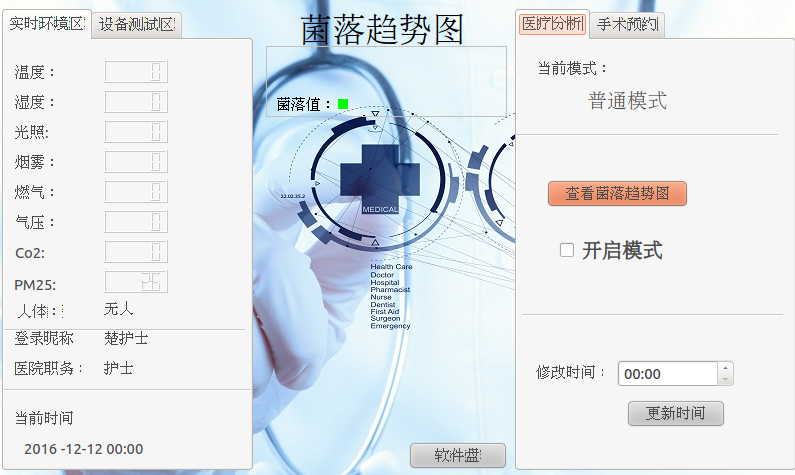 实时环境区 设备测试区
温度： 0
湿度： 0
光照: 0
烟雾： 0
燃气： 0
气压： 0
Co2: 0
PM25: 26
人体：
无人
登录昵称 楚护士
医院职务： 护士
当前时间
2016 -12-12 00:00
菌落趋势图
菌落值：
22.02.35.2
MEDICAL
Health Care
Doctor
Hospital
Pharmacist
Nurse
Dentist
First Aid
Surgeon
Emergency
软件盘
医疗诊断 手术预约
当前模式：
普通模式
查看菌落趋势图
开启模式
修改时间： 00:00
更新时间